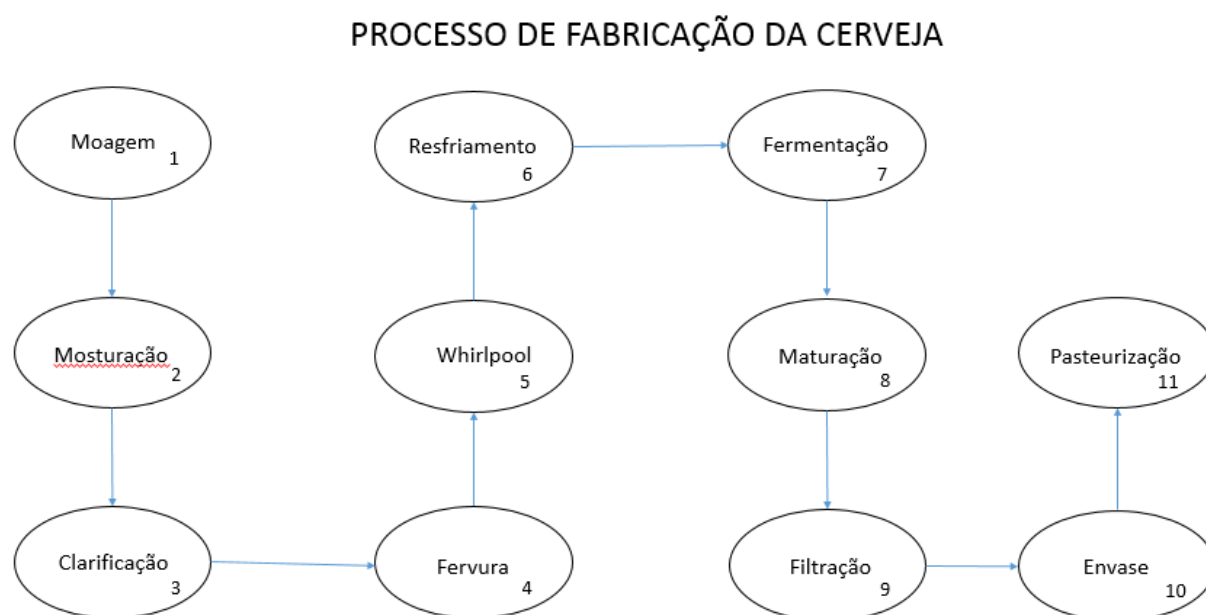 PROCESSO DE FABRICAÇÃO DA CERVEJA
Moagem
1
Mosturação
2
Clarificação
3
Fervura
4
Whirlpool
5
Resfriamento
6
Fermentação
7
Maturação
8
Filtração
9
Envase
10
Pasteurização
11